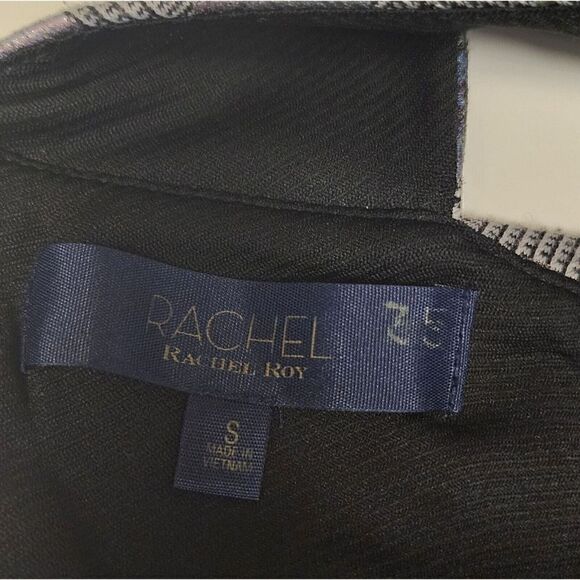 RACHEL
RACHEL ROY
S
MADE IN
VIETNAM